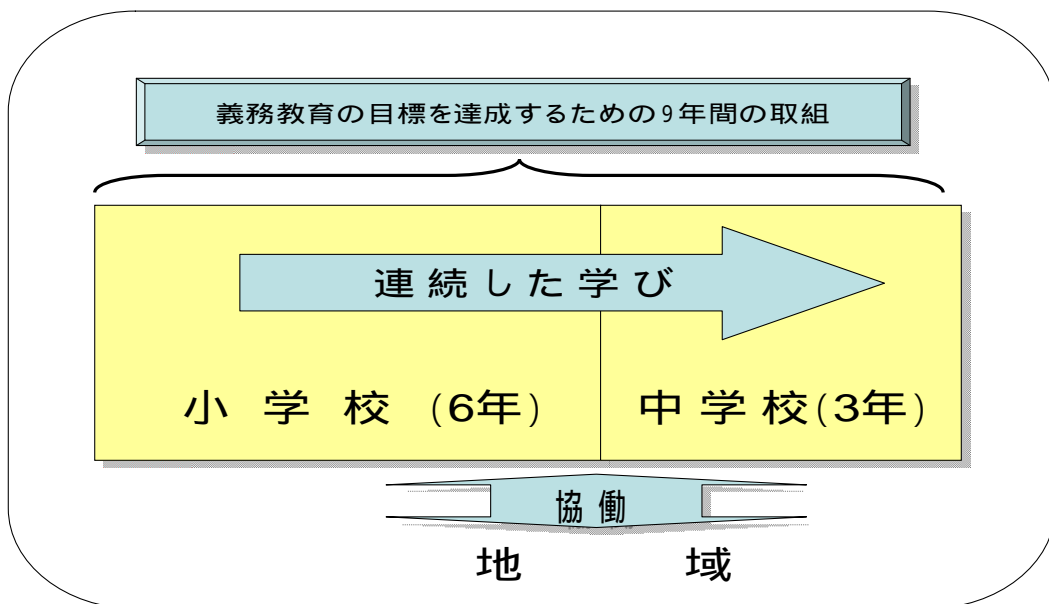 義務教育の目標を達成するための9年間の取組
連続した学び
小学校(6年)
中学校(3年)
協働
地域